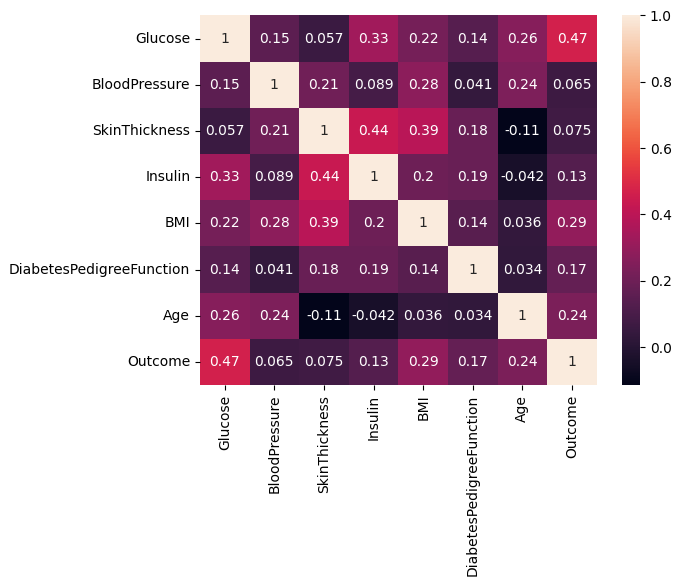 Glucose 1 0.15 0.057 0.33 0.22 0.14 0.26 0.47
BloodPressure 0.15 1 0.21 0.089 0.28 0.041 0.24 0.065
SkinThickness 0.057 0.21 1 0.44 0.39 0.18 -0.11 0.075
Insulin 0.33 0.089 0.44 1 0.2 0.19 -0.042 0.13
BMI 0.22 0.28 0.39 0.2 1 0.14 0.036 0.29
DiabetesPedigreeFunction 0.14 0.041 0.18 0.19 0.14 1 0.034 0.17
Age 0.26 0.24 -0.11 -0.042 0.036 0.034 1 0.24
Outcome 0.47 0.065 0.075 0.13 0.29 0.17 0.24 1
Glucose
BloodPressure
SkinThickness
Insulin
BMI
DiabetesPedigreeFunction
Age
Outcome
1.0
0.8
0.6
0.4
0.2
0.0